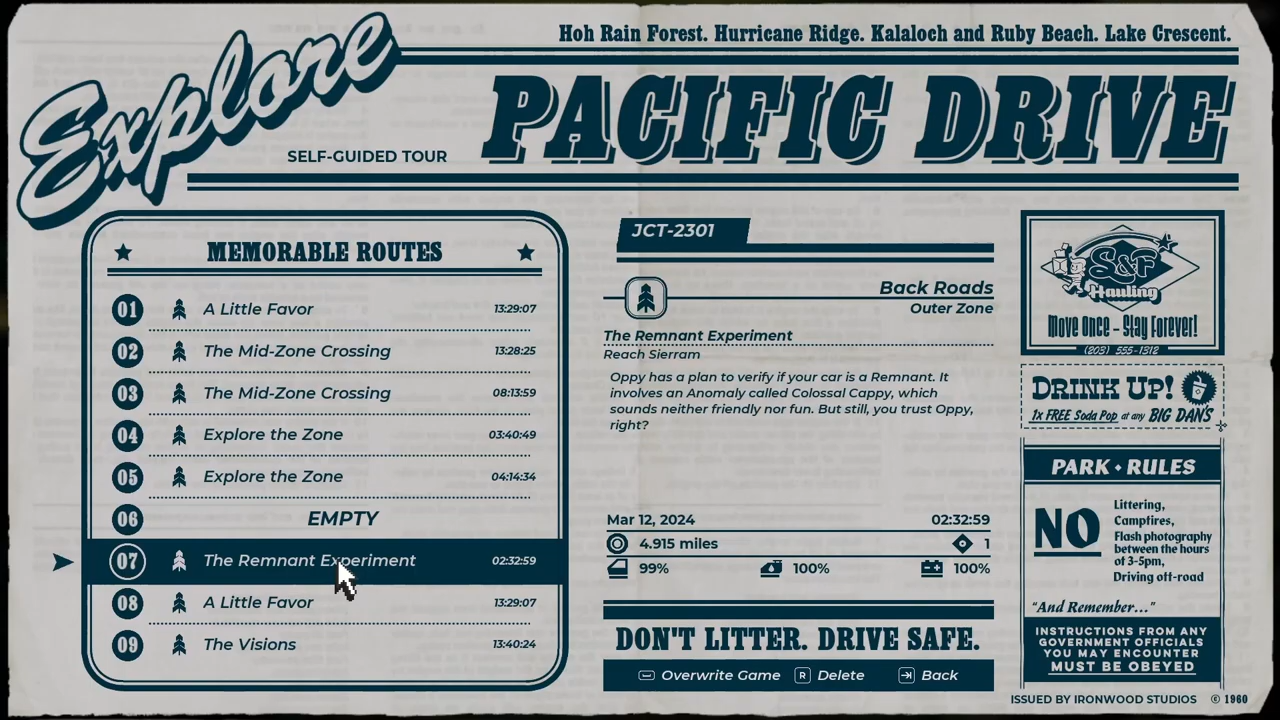 Explore
Hoh Rain Forest. Hurricane Ridge. Kalaloch and Ruby Beach. Lake Crescent.
PACIFIC DRIVE
SELF-GUIDED TOUR
MEMORABLE ROUTES
01 A Little Favor 13:29:07
02 The Mid-Zone Crossing 13:28:25
03 The Mid-Zone Crossing 08:13:59
04 Explore the Zone 03:40:49
05 Explore the Zone 04:14:34
06 EMPTY
07 The Remnant Experiment 02:32:59
08 A Little Favor 13:29:07
09 The Visions 13:40:24
JCT-2301
Back Roads
Outer Zone
The Remnant Experiment
Reach Sierram
Oppy has a plan to verify if your car is a Remnant. It
involves an Anomaly called Colossal Cappy, which
sounds neither friendly nor fun. But still, you trust Oppy,
right?
Mar 12, 2024 02:32:59
4.915 miles 1
99% 100% 100%
DON'T LITTER. DRIVE SAFE.
Overwrite Game R Delete Back
S&F
Hauling
Move Once - Stay Forever!
(203) 555-1312
DRINK UP!
1x FREE Soda Pop at any BIG DAN'S
PARK • RULES
NO
Littering,
Campfires,
Flash photography
between the hours
of 3-5pm,
Driving off-road
"And Remember..."
INSTRUCTIONS FROM ANY
GOVERNMENT OFFICIALS
YOU MAY ENCOUNTER
MUST BE OBEYED
ISSUED BY IRONWOOD STUDIOS © 1960